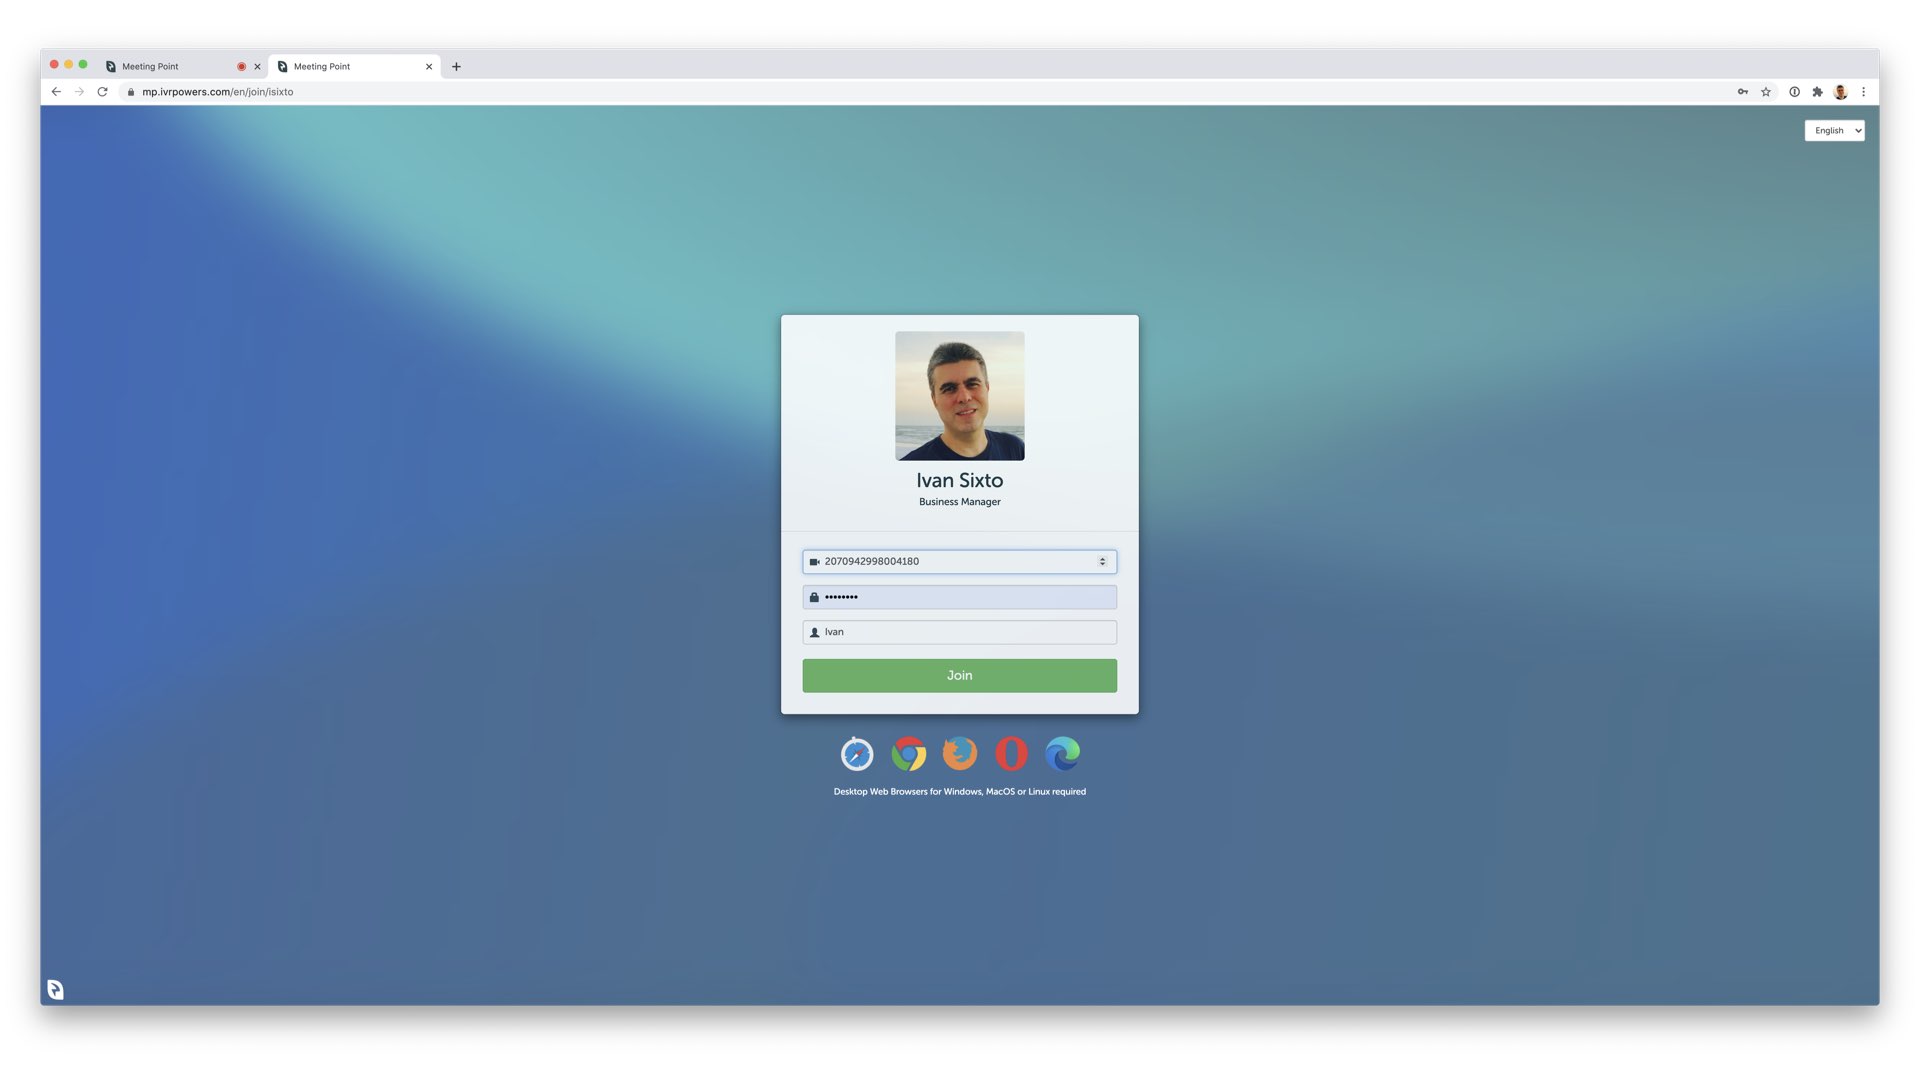 Meeting Point
Meeting Point
mp.ivrpowers.com/en/join/isixto
English
Ivan Sixto
Business Manager
2070942998004180
••••••••
Ivan
Join
Desktop Web Browsers for Windows, MacOS or Linux required